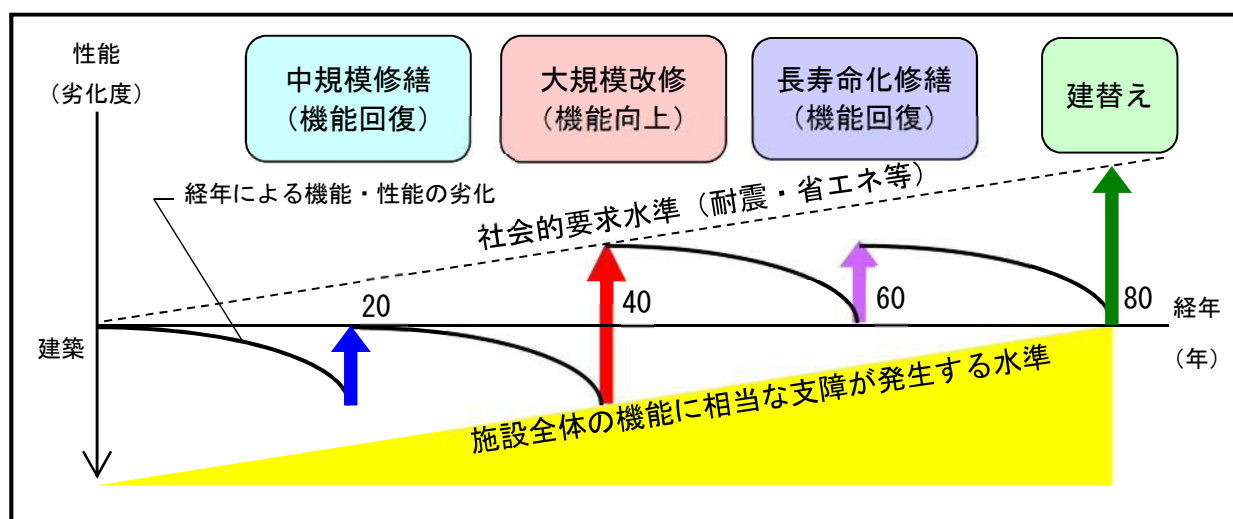 性能
（劣化度）
中規模修繕
（機能回復）
大規模改修
（機能向上）
長寿命化修繕
（機能回復）
建替え
経年による機能・性能の劣化
社会的要求水準（耐震・省エネ等）
20
40
60
80
経年
（年）
建築
施設全体の機能に相当な支障が発生する水準